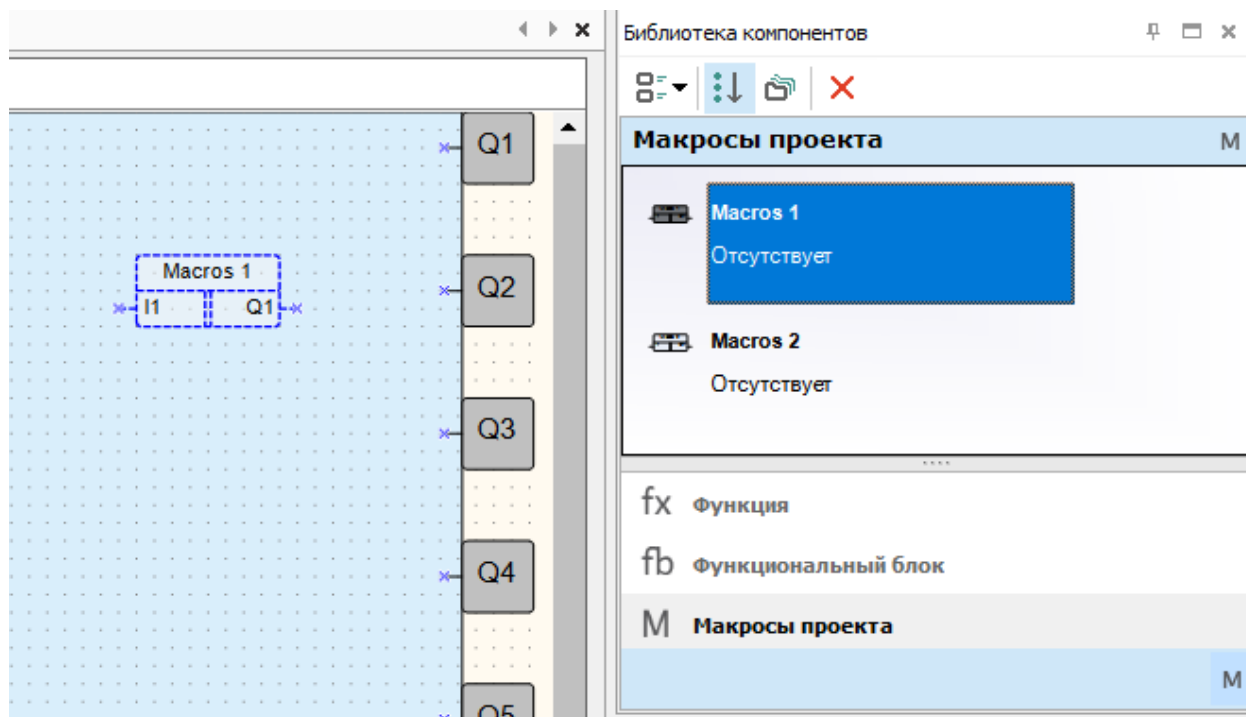 Библиотека компонентов
Макросы проекта M
Q1
Macros 1
Отсутствует
Macros 1
I1 Q1
Q2
Macros 2
Отсутствует
Q3
fx Функция
fb Функциональный блок
Q4
M Макросы проекта
M
Q5